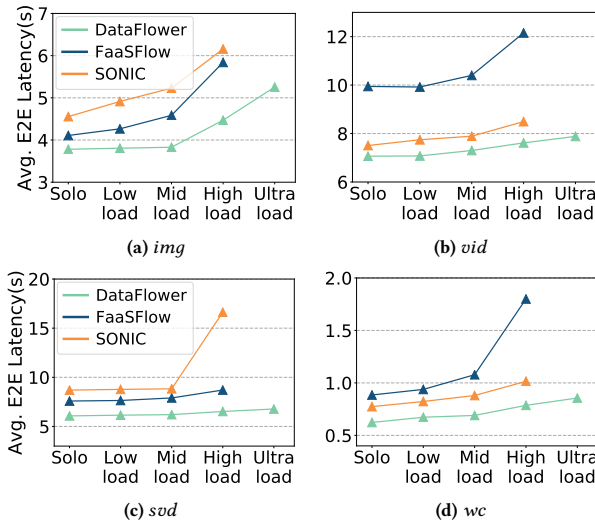 Avg. E2E Latency(s)
7
6
5
4
3
DataFlower
FaaSFlow
SONIC
Solo Low load Mid load High load Ultra load
(a) img
12
10
8
6
Solo Low load Mid load High load Ultra load
(b) vid
Avg. E2E Latency(s)
20
15
10
5
DataFlower
FaaSFlow
SONIC
Solo Low load Mid load High load Ultra load
(c) svd
2.0
1.5
1.0
0.5
Solo Low load Mid load High load Ultra load
(d) wc